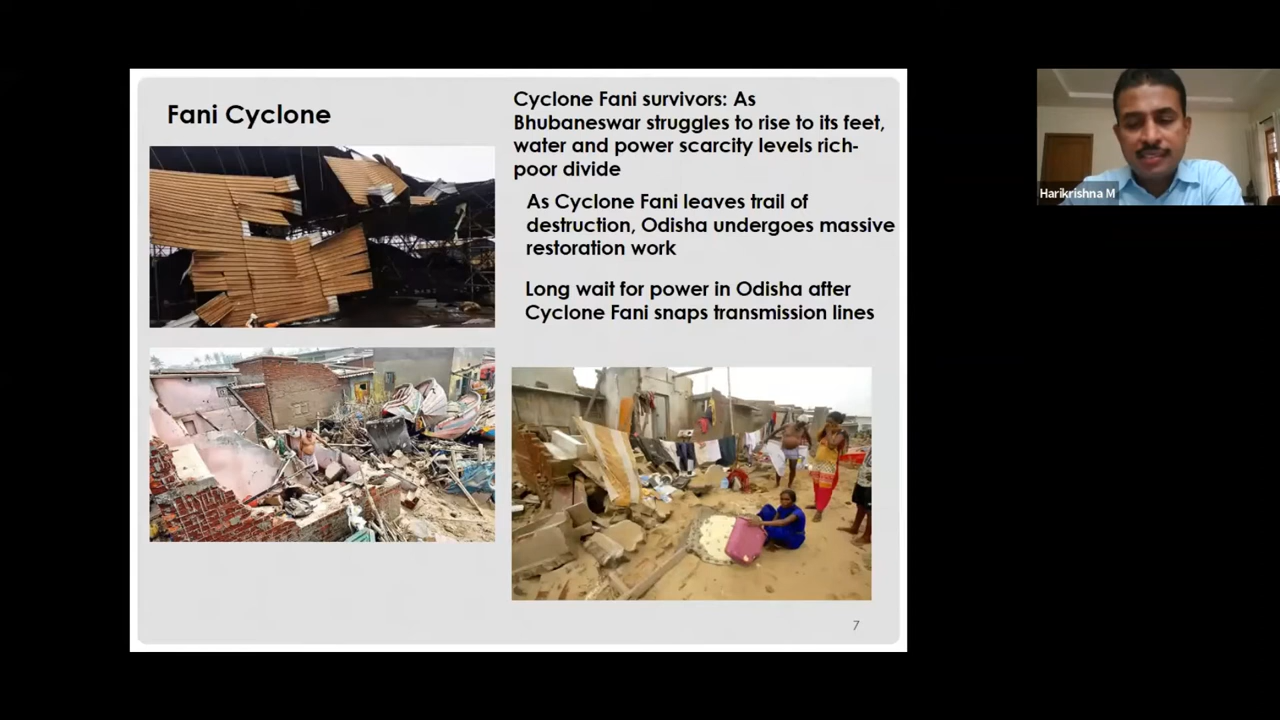 Fani Cyclone
Cyclone Fani survivors: As
Bhubaneswar struggles to rise to its feet,
water and power scarcity levels rich-
poor divide
As Cyclone Fani leaves trail of
destruction, Odisha undergoes massive
restoration work
Long wait for power in Odisha after
Cyclone Fani snaps transmission lines
7
Harikrishna M